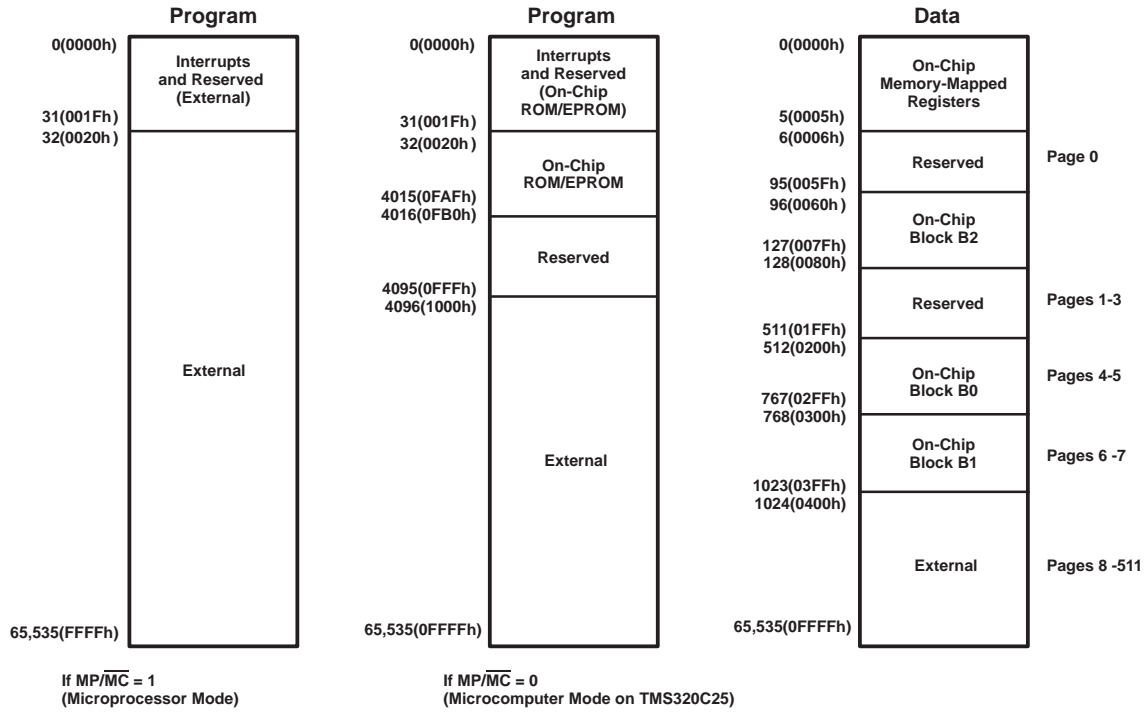 Program
0(0000h)
Interrupts
and Reserved
(External)
31(001Fh)
32(0020h)
External
65,535(FFFFh)
If MP/M̅C̅ = 1
(Microprocessor Mode)
Program
0(0000h)
Interrupts
and Reserved
(On-Chip
ROM/EPROM)
31(001Fh)
32(0020h)
On-Chip
ROM/EPROM
4015(0FAFh)
4016(0FB0h)
Reserved
4095(0FFFh)
4096(1000h)
External
65,535(0FFFFh)
If MP/M̅C̅ = 0
(Microcomputer Mode on TMS320C25)
Data
0(0000h)
On-Chip
Memory-Mapped
Registers
5(0005h)
6(0006h)
Reserved
Page 0
95(005Fh)
96(0060h)
On-Chip
Block B2
127(007Fh)
128(0080h)
Reserved
Pages 1-3
511(01FFh)
512(0200h)
On-Chip
Block B0
Pages 4-5
767(02FFh)
768(0300h)
On-Chip
Block B1
Pages 6 -7
1023(03FFh)
1024(0400h)
External
Pages 8 -511
65,535(0FFFFh)